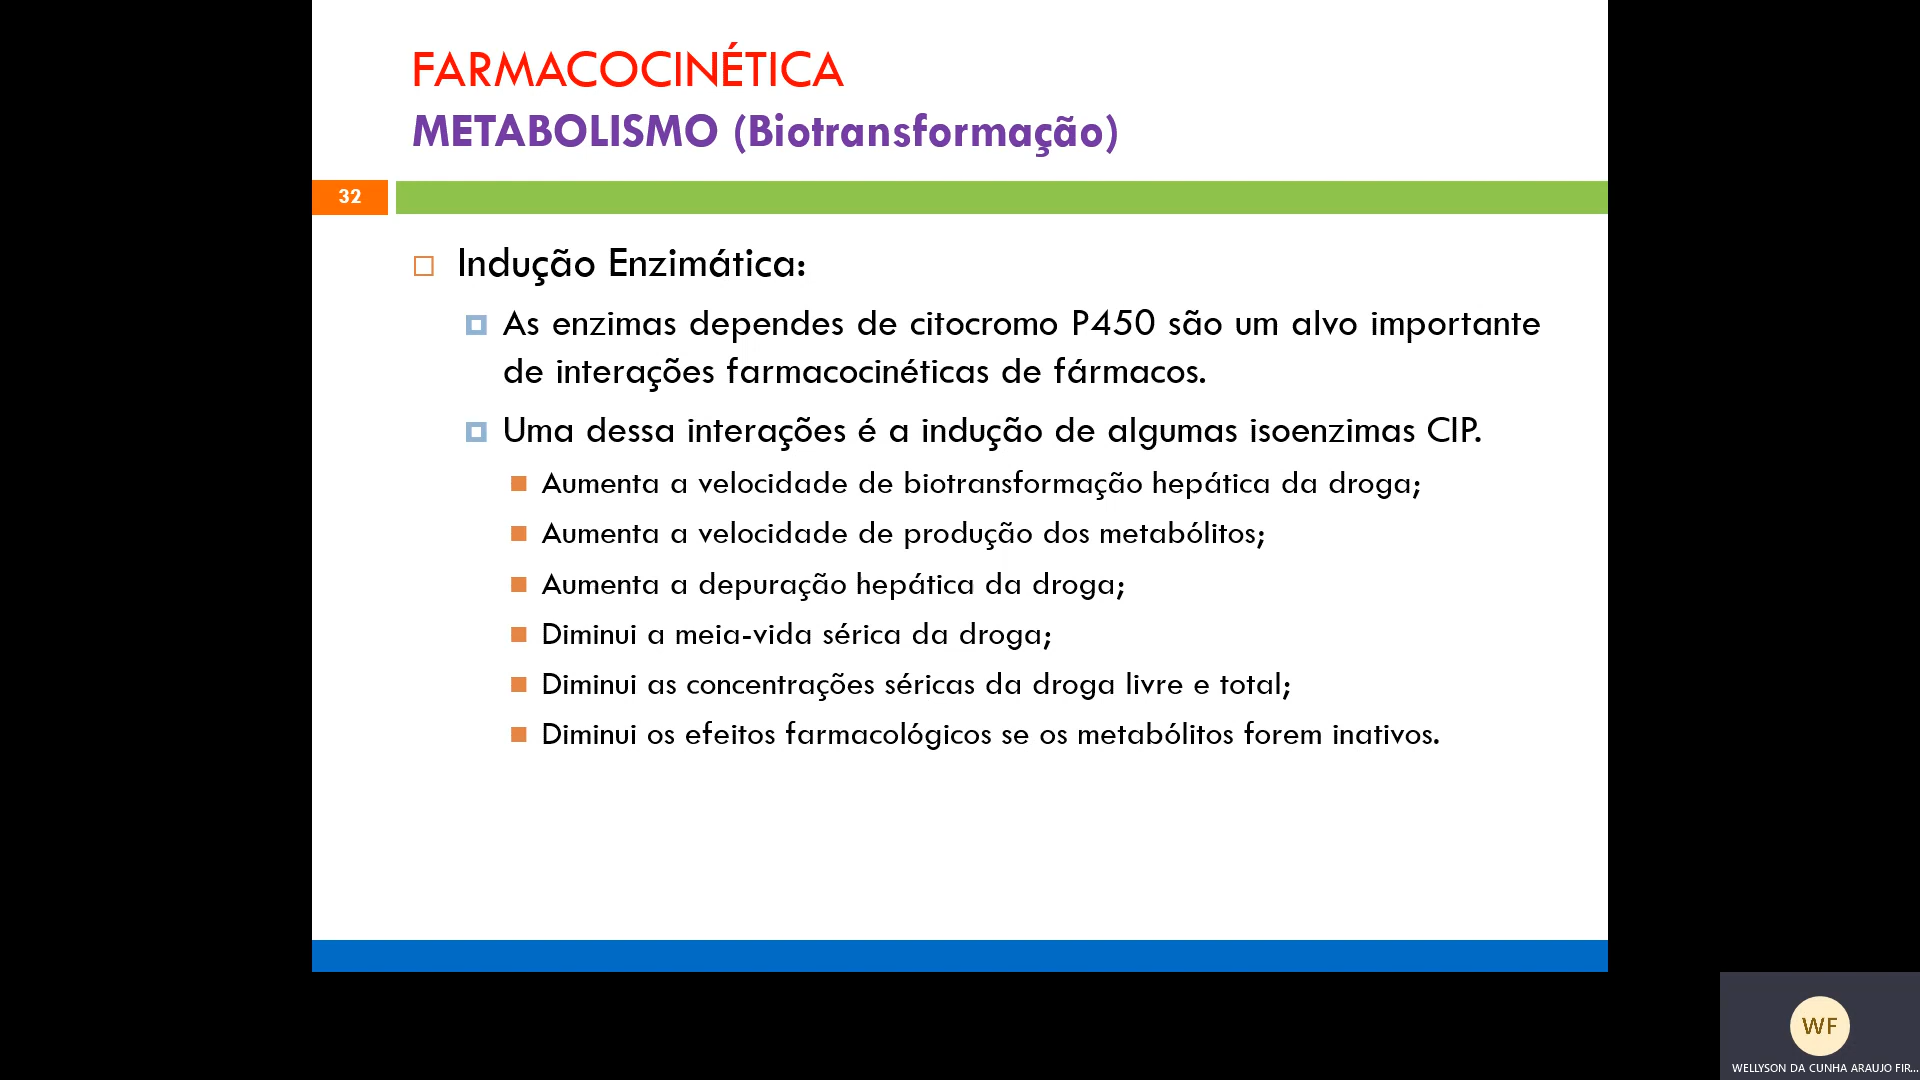 FARMACOCINÉTICA
METABOLISMO (Biotransformação)
32
Indução Enzimática:
As enzimas dependes de citocromo P450 são um alvo importante
de interações farmacocinéticas de fármacos.
Uma dessa interações é a indução de algumas isoenzimas CIP.
Aumenta a velocidade de biotransformação hepática da droga;
Aumenta a velocidade de produção dos metabólitos;
Aumenta a depuração hepática da droga;
Diminui a meia-vida sérica da droga;
Diminui as concentrações séricas da droga livre e total;
Diminui os efeitos farmacológicos se os metabólitos forem inativos.
WF
WELLYSON DA CUNHA ARAUJO FIR...